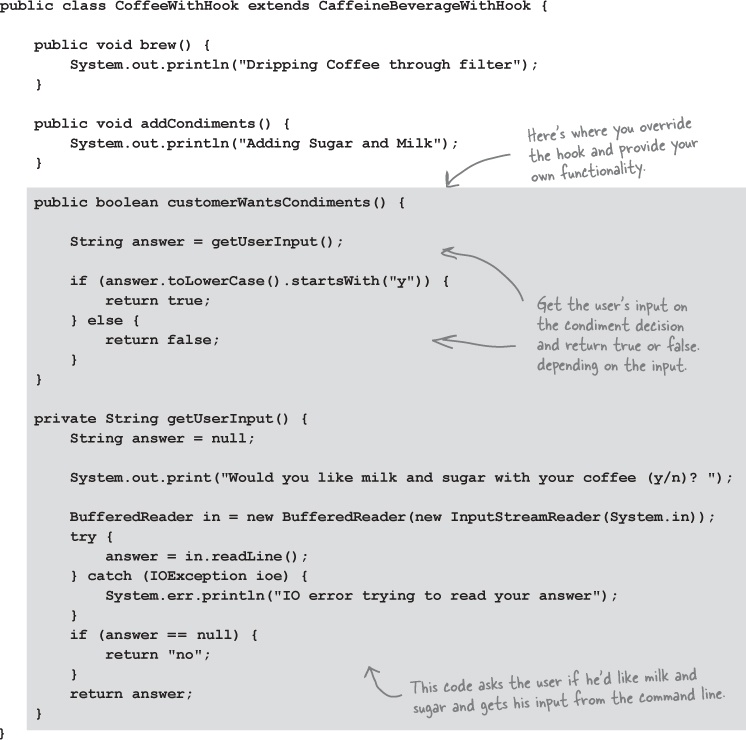 public class CoffeeWithHook extends CaffeineBeverageWithHook {
public void brew() {
System.out.println("Dripping Coffee through filter");
}
public void addCondiments() {
System.out.println("Adding Sugar and Milk");
}
Here's where you override
the hook and provide your
own functionality.
public boolean customerWantsCondiments() {
String answer = getUserInput();
if (answer.toLowerCase().startsWith("y")) {
return true;
} else {
return false;
}
}
Get the user's input on
the condiment decision
and return true or false.
depending on the input.
private String getUserInput() {
String answer = null;
System.out.print("Would you like milk and sugar with your coffee (y/n)? ");
BufferedReader in = new BufferedReader(new InputStreamReader(System.in));
try {
answer = in.readLine();
} catch (IOException ioe) {
System.err.println("IO error trying to read your answer");
}
if (answer == null) {
return "no";
}
return answer;
}
This code asks the user if he'd like milk and
sugar and gets his input from the command line.
}